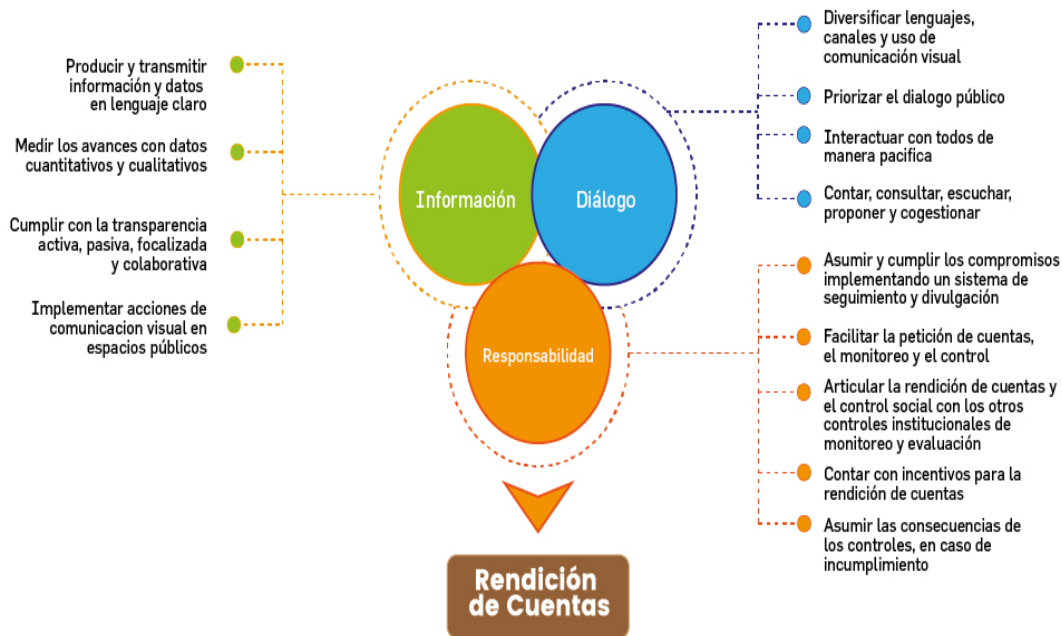 Producir y transmitir
información y datos
en lenguaje claro
Medir los avances con datos
cuantitativos y cualitativos
Cumplir con la transparencia
activa, pasiva, focalizada
y colaborativa
Implementar acciones de
comunicacion visual en
espacios públicos
Información
Diálogo
Responsabilidad
Diversificar lenguajes,
canales y uso de
comunicación visual
Priorizar el dialogo público
Interactuar con todos de
manera pacifica
Contar, consultar, escuchar,
proponer y cogestionar
Asumir y cumplir los compromisos
implementando un sistema de
seguimiento y divulgación
Facilitar la petición de cuentas,
el monitoreo y el control
Articular la rendición de cuentas y
el control social con los otros
controles institucionales de
monitoreo y evaluación
Contar con incentivos para la
rendición de cuentas
Asumir las consecuencias de
los controles, en caso de
incumplimiento
Rendición
de Cuentas